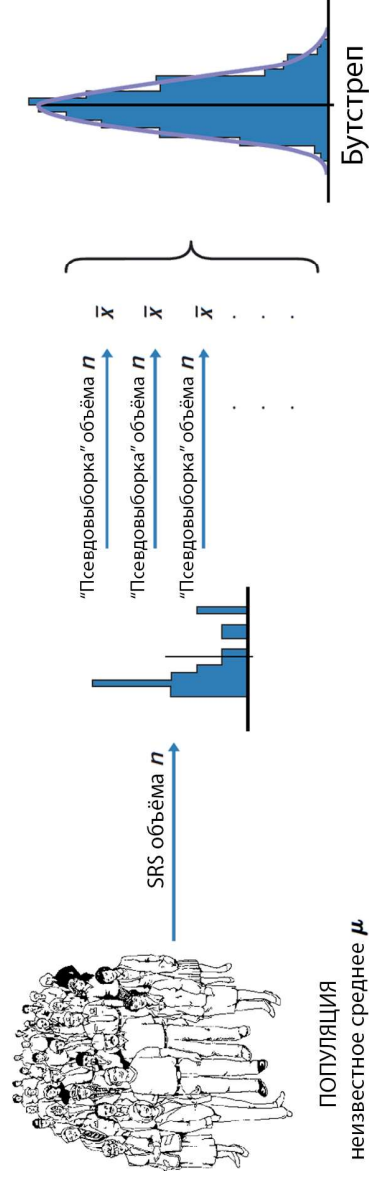 ПОПУЛЯЦИЯ
неизвестное среднее μ
SRS объёма n
"Псевдовыборка" объёма n
x̅
"Псевдовыборка" объёма n
x̅
"Псевдовыборка" объёма n
x̅
Бутстреп